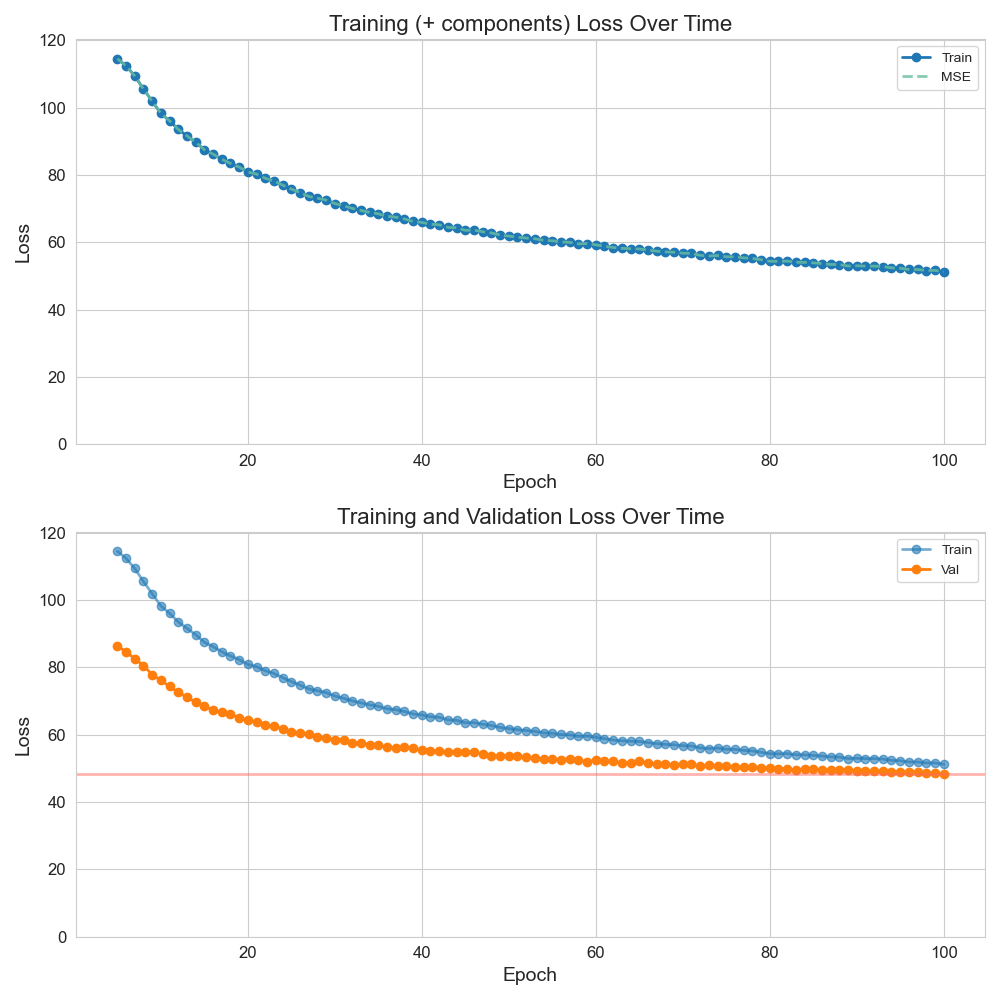 Training (+ components) Loss Over Time
Train
MSE
120
100
80
60
40
20
0
Loss
20 40 60 80 100
Epoch
Training and Validation Loss Over Time
Train
Val
120
100
80
60
40
20
0
Loss
20 40 60 80 100
Epoch